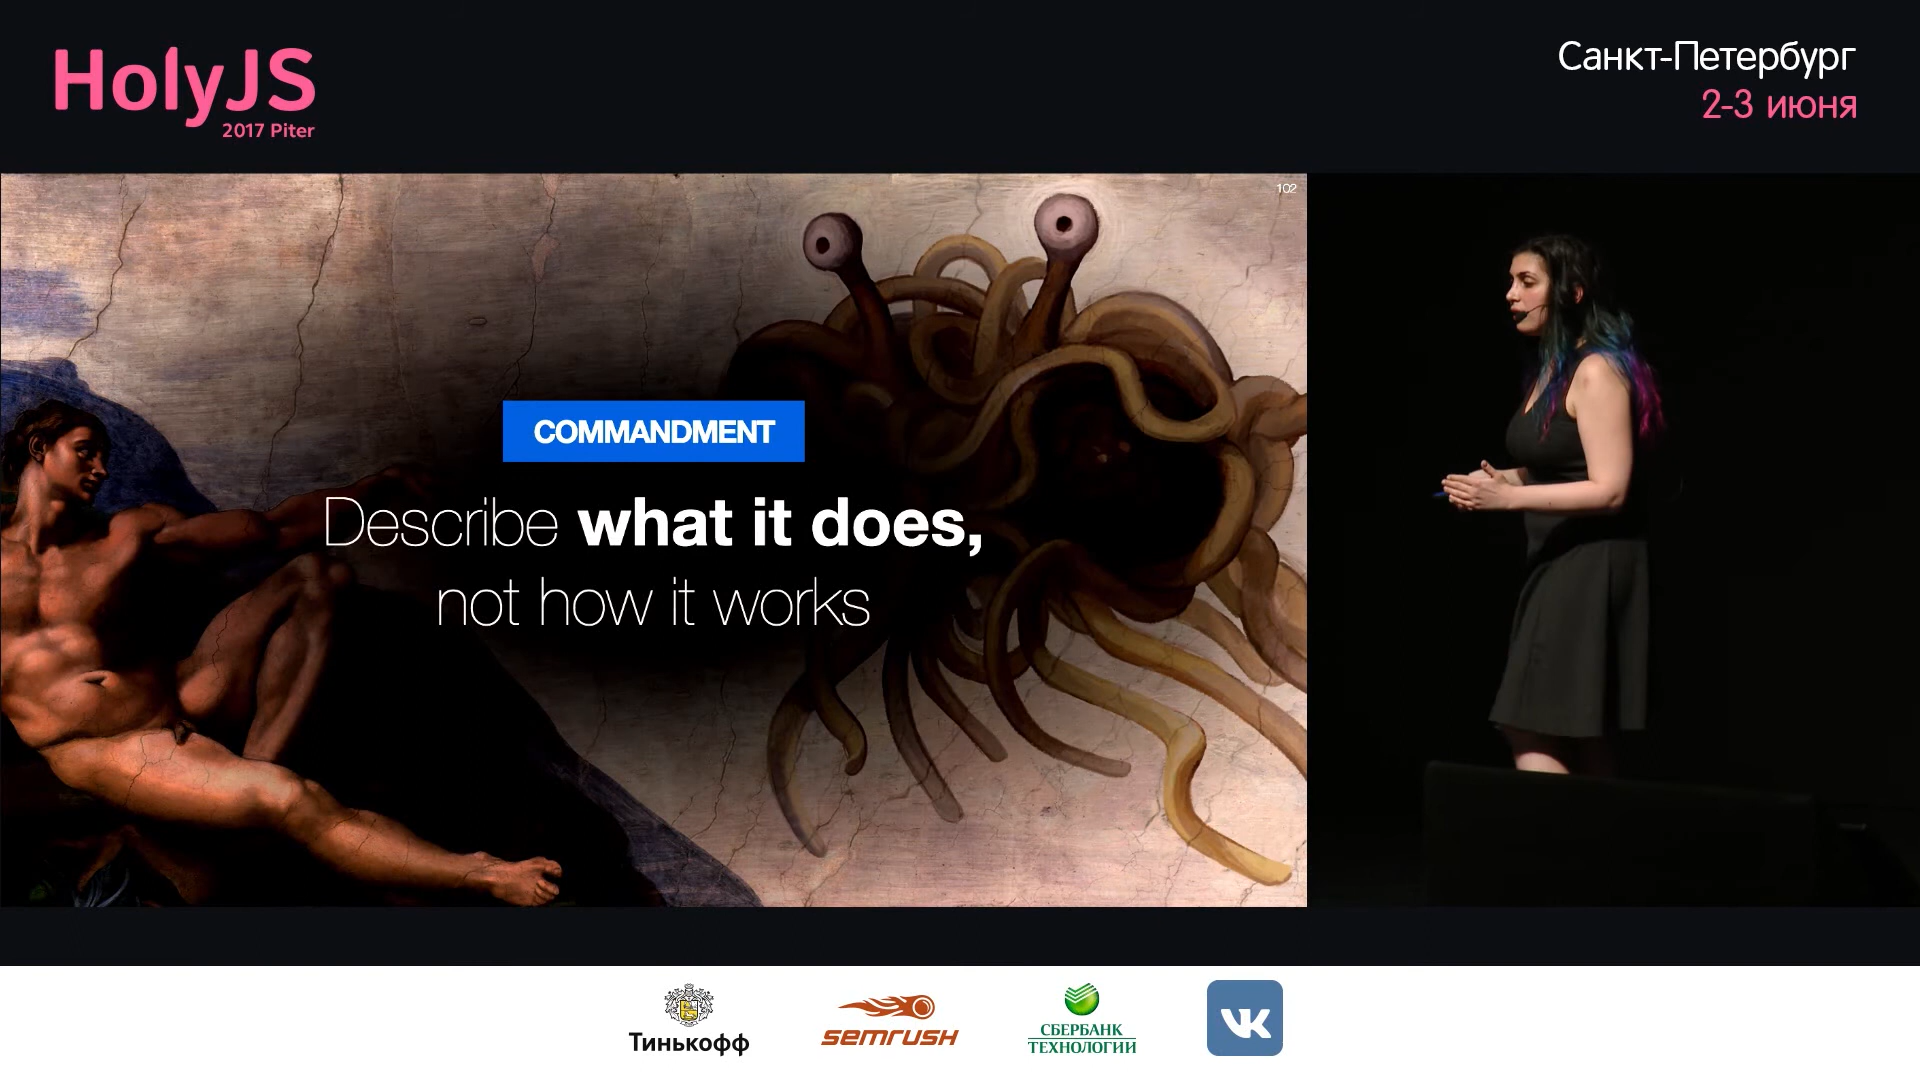 HolyJS
2017 Piter
Санкт-Петербург
2-3 июня
102
COMMANDMENT
Describe what it does,
not how it works
Тинькофф
semrush
СБЕРБАНК
ТЕХНОЛОГИИ
VK